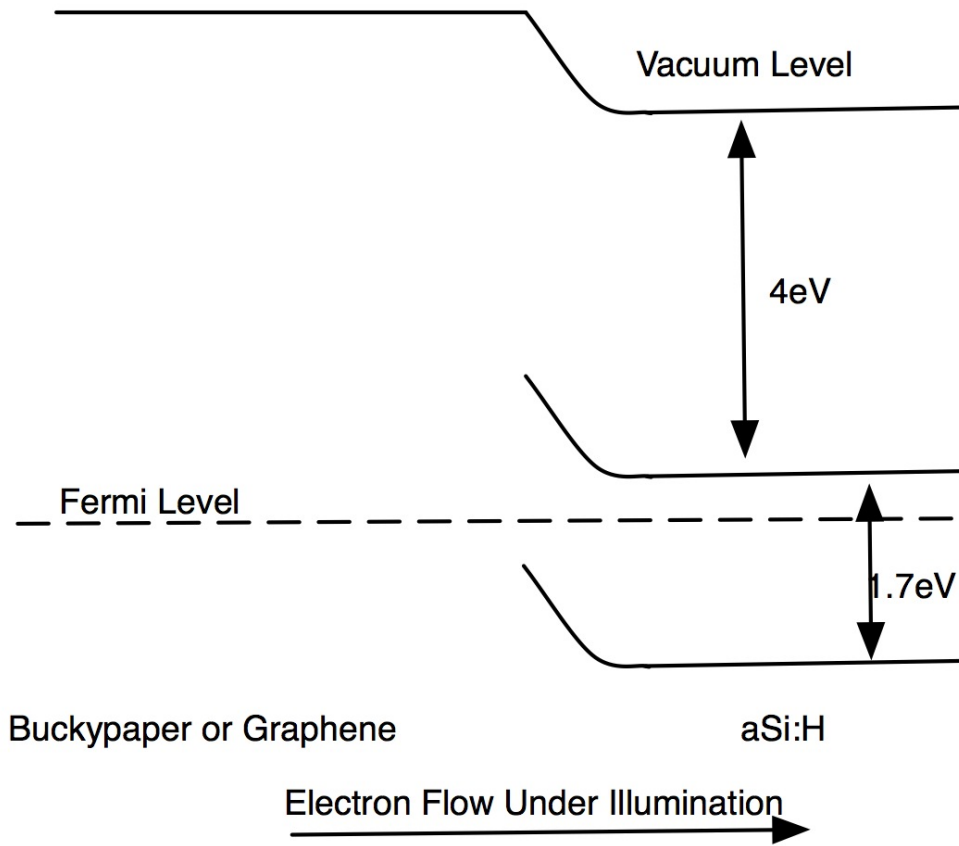 Vacuum Level
4eV
Fermi Level
1.7eV
Buckypaper or Graphene
aSi:H
Electron Flow Under Illumination